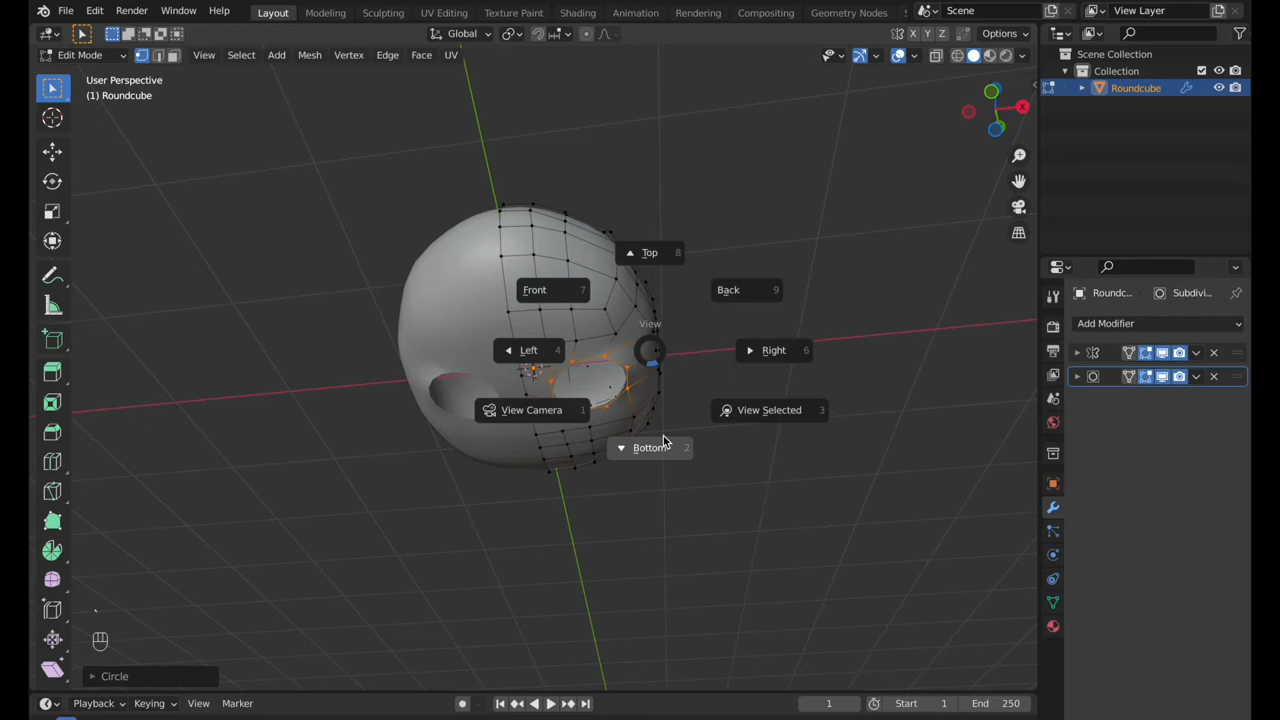 File Edit Render Window Help Layout Modeling Sculpting UV Editing Texture Paint Shading Animation Rendering Compositing Geometry Nodes Scene View Layer
Global X Y Z Options
Edit Mode View Select Add Mesh Vertex Edge Face UV
User Perspective
(1) Roundcube
X
Scene Collection
Collection
Roundcube
Top 8
Front 7
Back 9
View
Left 4
Right 6
View Camera 1
View Selected 3
Bottom 2
Roundc... Subdivi...
Add Modifier
Circle
Playback Keying View Marker 1 Start 1 End 250